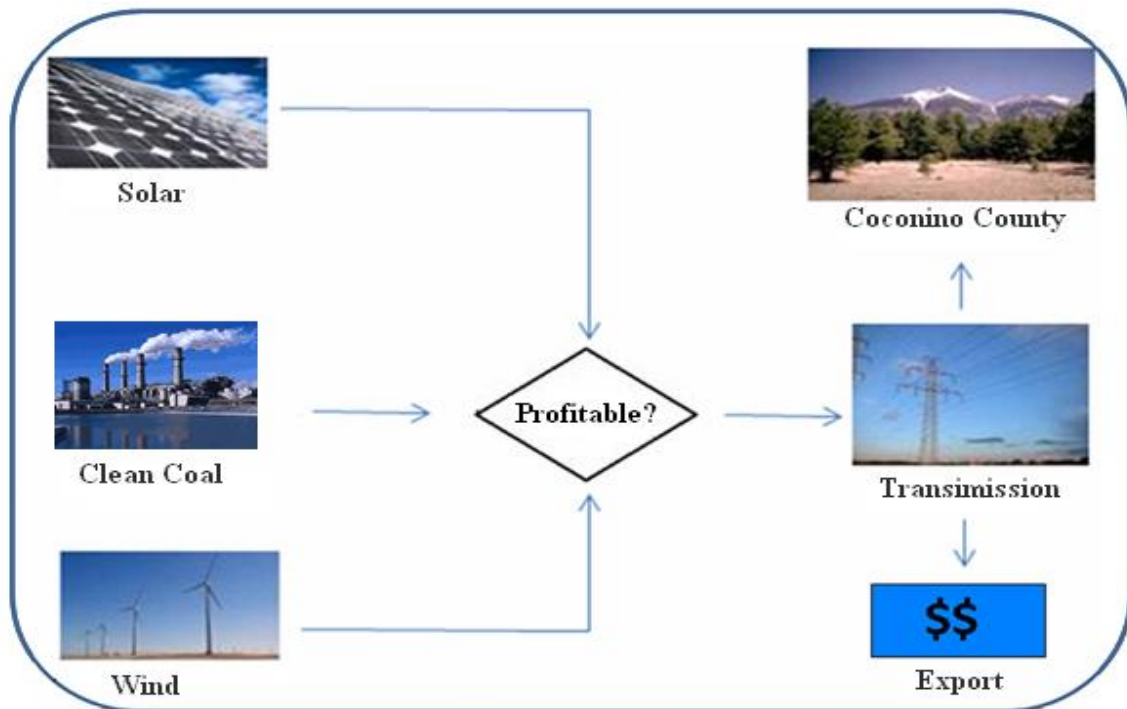 Solar
Coconino County
Profitable?
Clean Coal
Transimission
$$
Wind
Export